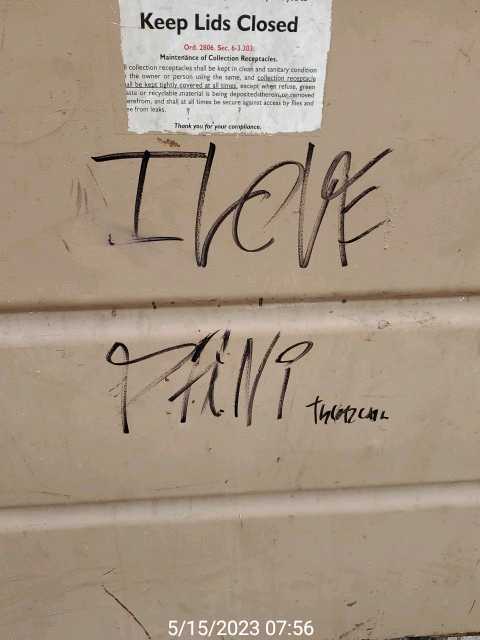 Keep Lids Closed
Ord. 2806. Sec. 6-3.303:
Maintenance of Collection Receptacles.
collection receptacles shall be kept in clean and sanitary condition
the owner or person using the same, and collection receptacle
all be kept tightly covered at all times, except when refuse, green
aste or recyclable material is being deposited therein or removed
erefrom, and shall at all times be secure against access by flies and
ee from leaks.
Thank you for your compliance.
I LOVE
5/15/2023 07:56